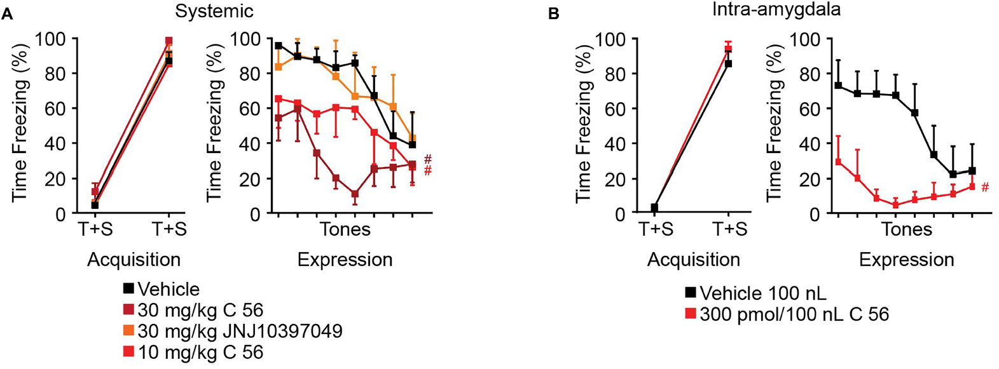 A
Systemic
Time Freezing (%)
100
80
60
40
20
0
T+S
T+S
Acquisition
Time Freezing (%)
100
80
60
40
20
0
#
#
Tones
Expression
Vehicle
30 mg/kg C 56
30 mg/kg JNJ10397049
10 mg/kg C 56
B
Intra-amygdala
Time Freezing (%)
100
80
60
40
20
0
T+S
T+S
Acquisition
Time Freezing (%)
100
80
60
40
20
0
#
Tones
Expression
Vehicle 100 nL
300 pmol/100 nL C 56